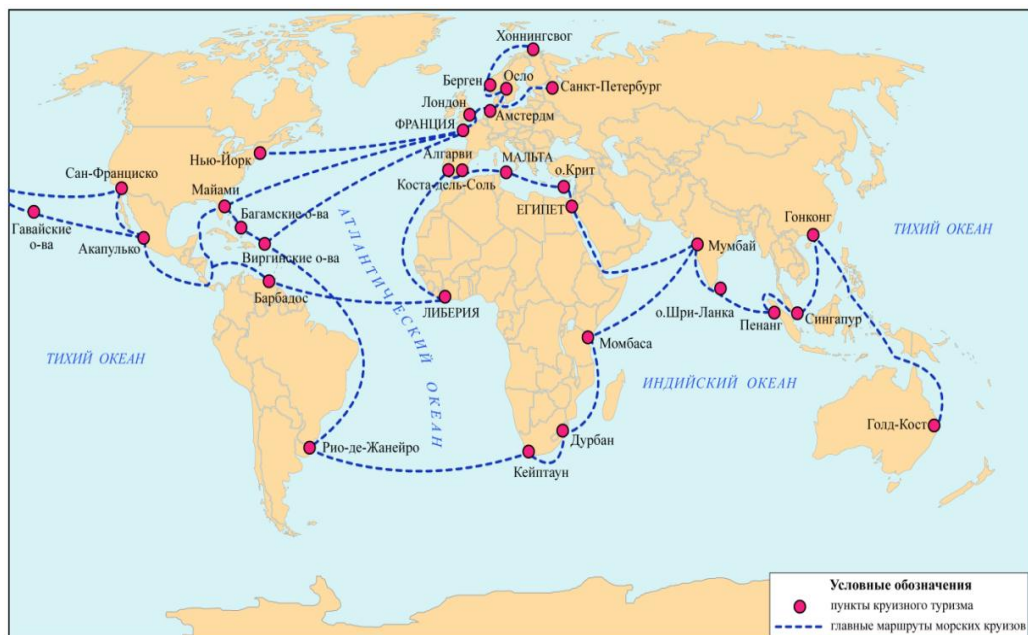 Хоннингсвог
Берген
Осло
Санкт-Петербург
Лондон
Амстердм
ФРАНЦИЯ
Нью-Йорк
Алгарви
МАЛЬТА
о.Крит
Сан-Франциско
Коста-дель-Соль
Майами
ЕГИПЕТ
Гавайские
о-ва
Багамские о-ва
Гонконг
ТИХИЙ ОКЕАН
Акапулько
Виргинские о-ва
Мумбай
АТЛАНТИЧЕСКИЙ ОКЕАН
Барбадос
ЛИБЕРИЯ
о.Шри-Ланка
Пенанг
Сингапур
Момбаса
ТИХИЙ ОКЕАН
ИНДИЙСКИЙ ОКЕАН
Голд-Кост
Рио-де-Жанейро
Дурбан
Кейптаун
Условные обозначения
пункты круизного туризма
главные маршруты морских круизов